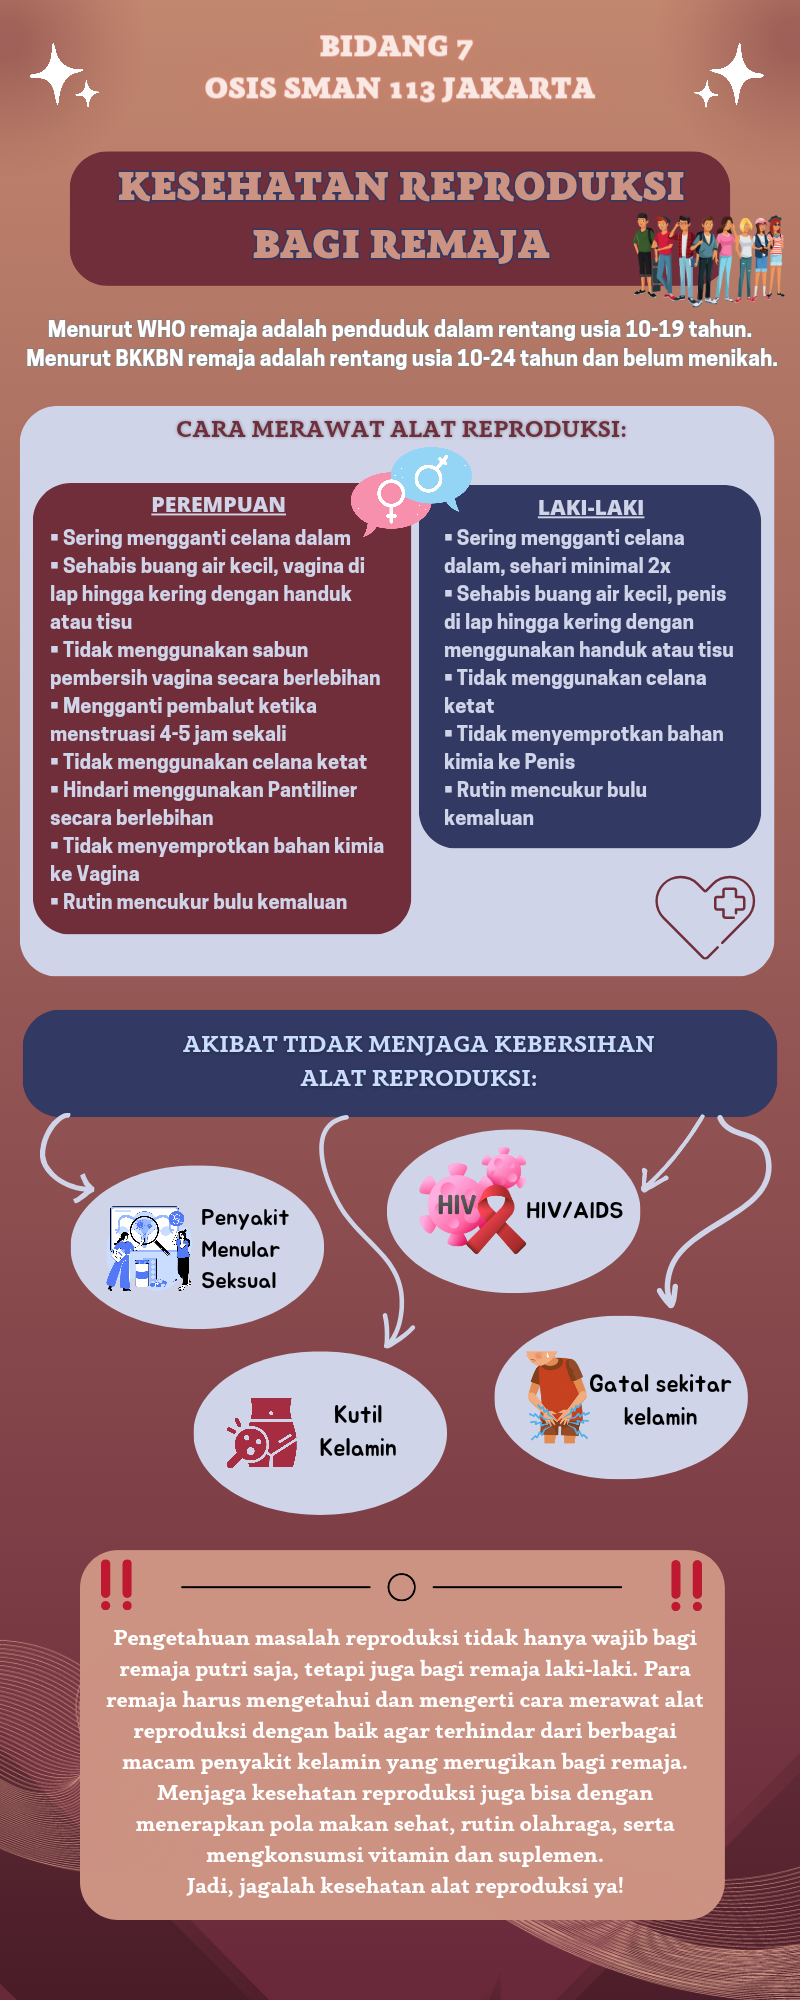 BIDANG 7
OSIS SMAN 113 JAKARTA
KESEHATAN REPRODUKSI
BAGI REMAJA
Menurut WHO remaja adalah penduduk dalam rentang usia 10-19 tahun.
Menurut BKKBN remaja adalah rentang usia 10-24 tahun dan belum menikah.
CARA MERAWAT ALAT REPRODUKSI:
PEREMPUAN
▪ Sering mengganti celana dalam
▪ Sehabis buang air kecil, vagina di
lap hingga kering dengan handuk
atau tisu
▪ Tidak menggunakan sabun
pembersih vagina secara berlebihan
▪ Mengganti pembalut ketika
menstruasi 4-5 jam sekali
▪ Tidak menggunakan celana ketat
▪ Hindari menggunakan Pantiliner
secara berlebihan
▪ Tidak menyemprotkan bahan kimia
ke Vagina
▪ Rutin mencukur bulu kemaluan
LAKI-LAKI
▪ Sering mengganti celana
dalam, sehari minimal 2x
▪ Sehabis buang air kecil, penis
di lap hingga kering dengan
menggunakan handuk atau tisu
▪ Tidak menggunakan celana
ketat
▪ Tidak menyemprotkan bahan
kimia ke Penis
▪ Rutin mencukur bulu
kemaluan
AKIBAT TIDAK MENJAGA KEBERSIHAN
ALAT REPRODUKSI:
Penyakit
Menular
Seksual
HIV
HIV/AIDS
Kutil
Kelamin
Gatal sekitar
kelamin
Pengetahuan masalah reproduksi tidak hanya wajib bagi
remaja putri saja, tetapi juga bagi remaja laki-laki. Para
remaja harus mengetahui dan mengerti cara merawat alat
reproduksi dengan baik agar terhindar dari berbagai
macam penyakit kelamin yang merugikan bagi remaja.
Menjaga kesehatan reproduksi juga bisa dengan
menerapkan pola makan sehat, rutin olahraga, serta
mengkonsumsi vitamin dan suplemen.
Jadi, jagalah kesehatan alat reproduksi ya!